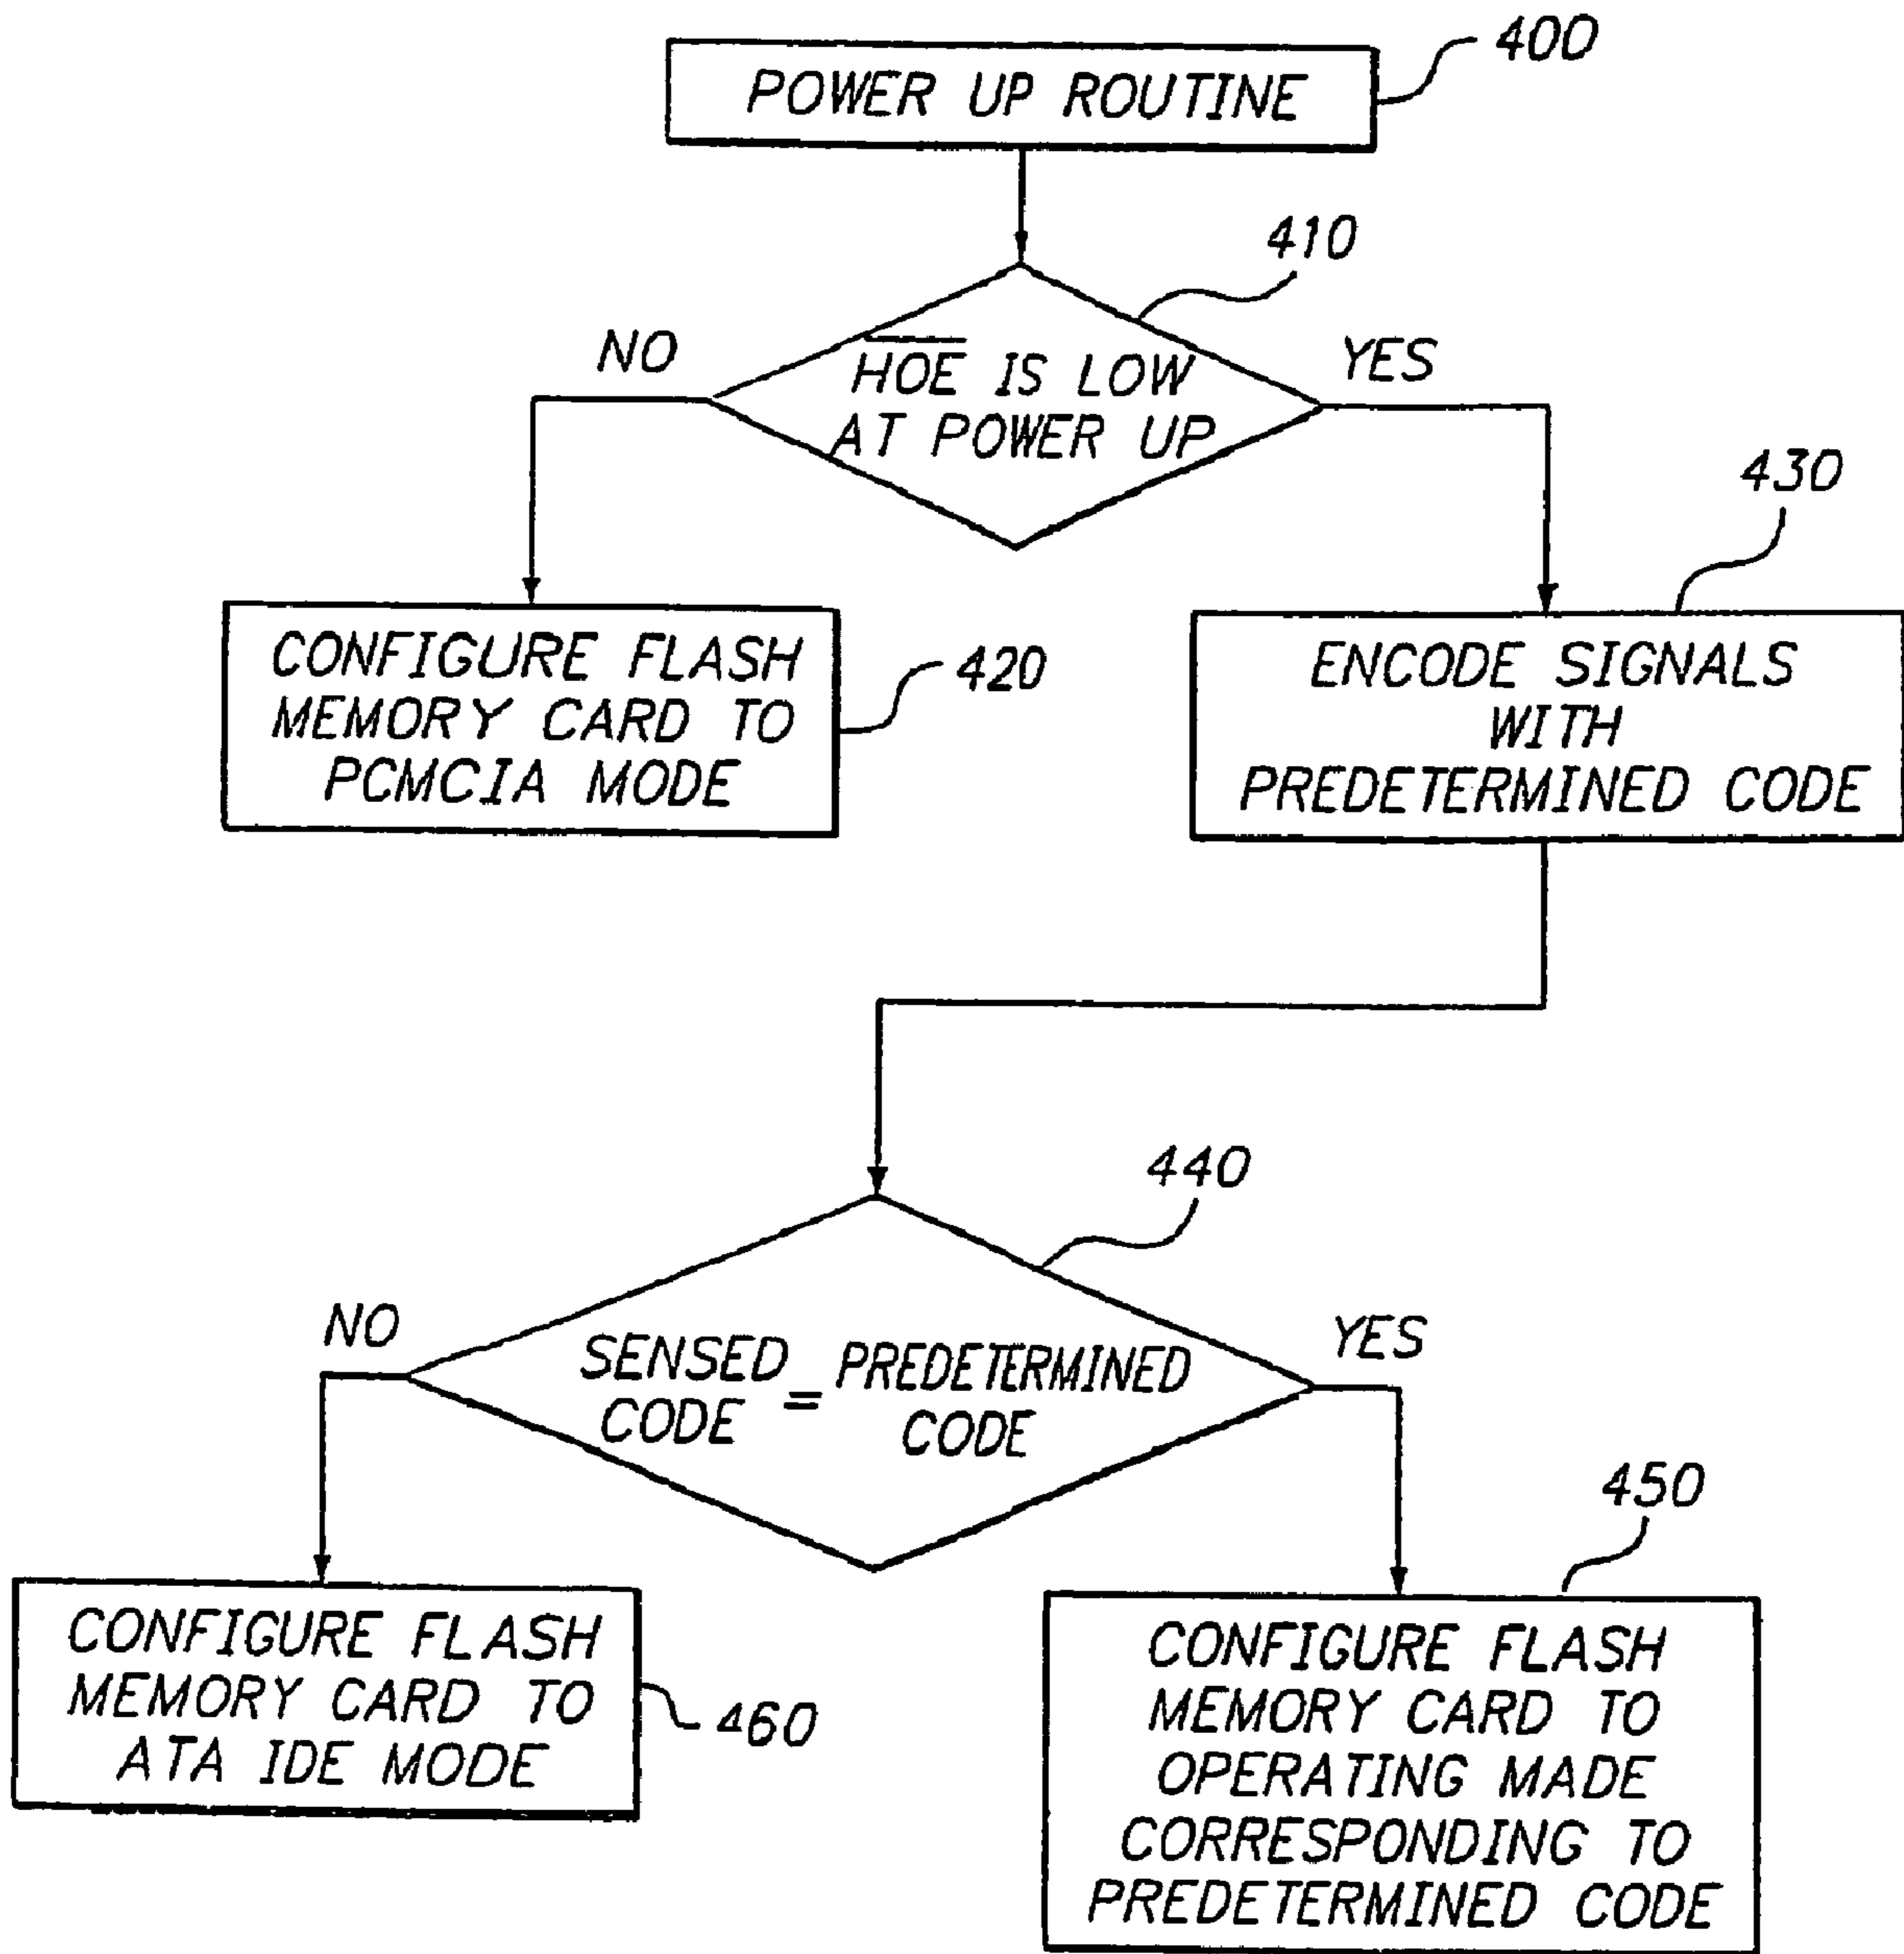 POWER UP ROUTINE
400
410
NO
H̅O̅E̅ IS LOW
AT POWER UP
YES
430
CONFIGURE FLASH
MEMORY CARD TO
PCMCIA MODE
420
ENCODE SIGNALS
WITH
PREDETERMINED CODE
440
NO
SENSED CODE = PREDETERMINED CODE
YES
450
CONFIGURE FLASH
MEMORY CARD TO
ATA IDE MODE
460
CONFIGURE FLASH
MEMORY CARD TO
OPERATING MADE
CORRESPONDING TO
PREDETERMINED CODE